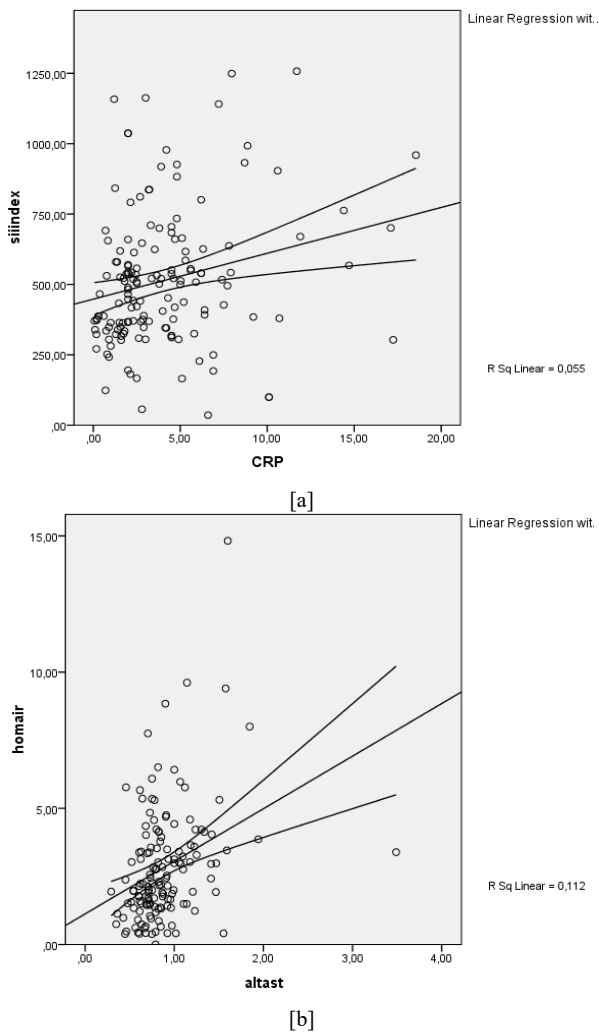 Linear Regression wit..
1250,00
1000,00
750,00
500,00
250,00
,00
siiindex
R Sq Linear = 0,055
,00 5,00 10,00 15,00 20,00
CRP
[a]
Linear Regression wit.
15,00
10,00
5,00
,00
homair
R Sq Linear = 0,112
,00 1,00 2,00 3,00 4,00
altast
[b]